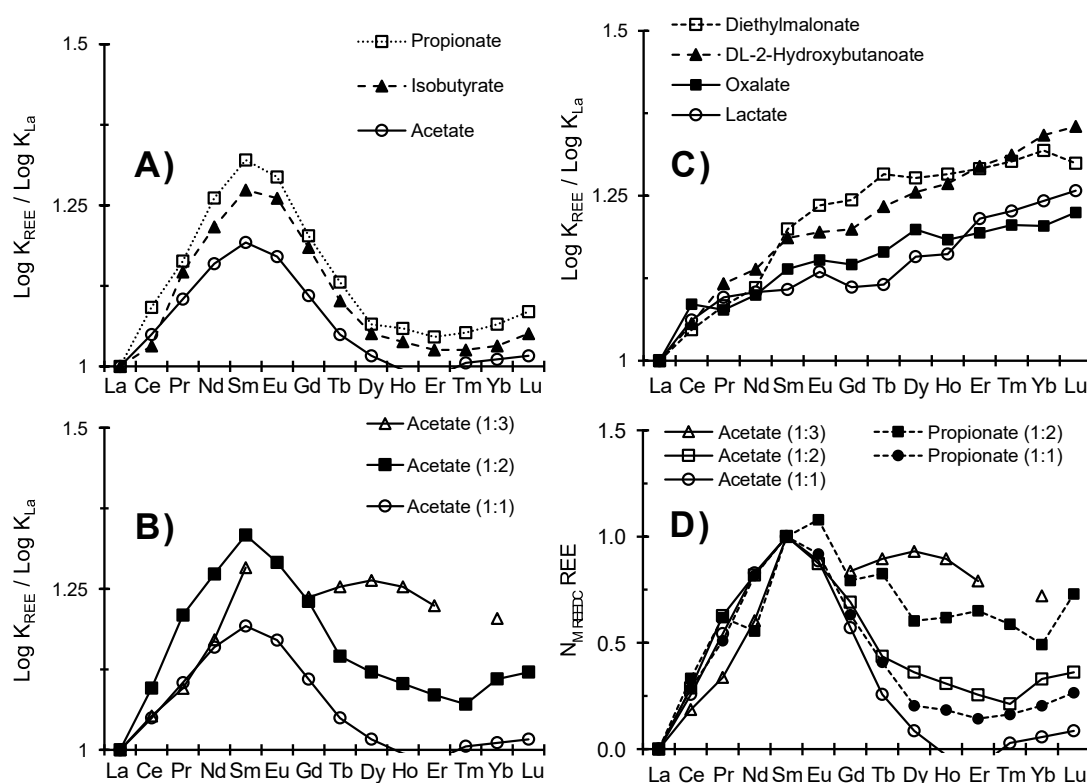 1.5
1.25
1
Log K_REE / Log K_La
A)
Propionate
Isobutyrate
Acetate
La Ce Pr Nd Sm Eu Gd Tb Dy Ho Er Tm Yb Lu
1.5
1.25
1
Log K_REE / Log K_La
C)
Diethylmalonate
DL-2-Hydroxybutanoate
Oxalate
Lactate
La Ce Pr Nd Sm Eu Gd Tb Dy Ho Er Tm Yb Lu
1.5
1.25
1
Log K_REE / Log K_La
B)
Acetate (1:3)
Acetate (1:2)
Acetate (1:1)
La Ce Pr Nd Sm Eu Gd Tb Dy Ho Er Tm Yb Lu
1.5
1.0
0.5
0.0
D)
Acetate (1:3)
Acetate (1:2)
Acetate (1:1)
Propionate (1:2)
Propionate (1:1)
La Ce Pr Nd Sm Eu Gd Tb Dy Ho Er Tm Yb Lu